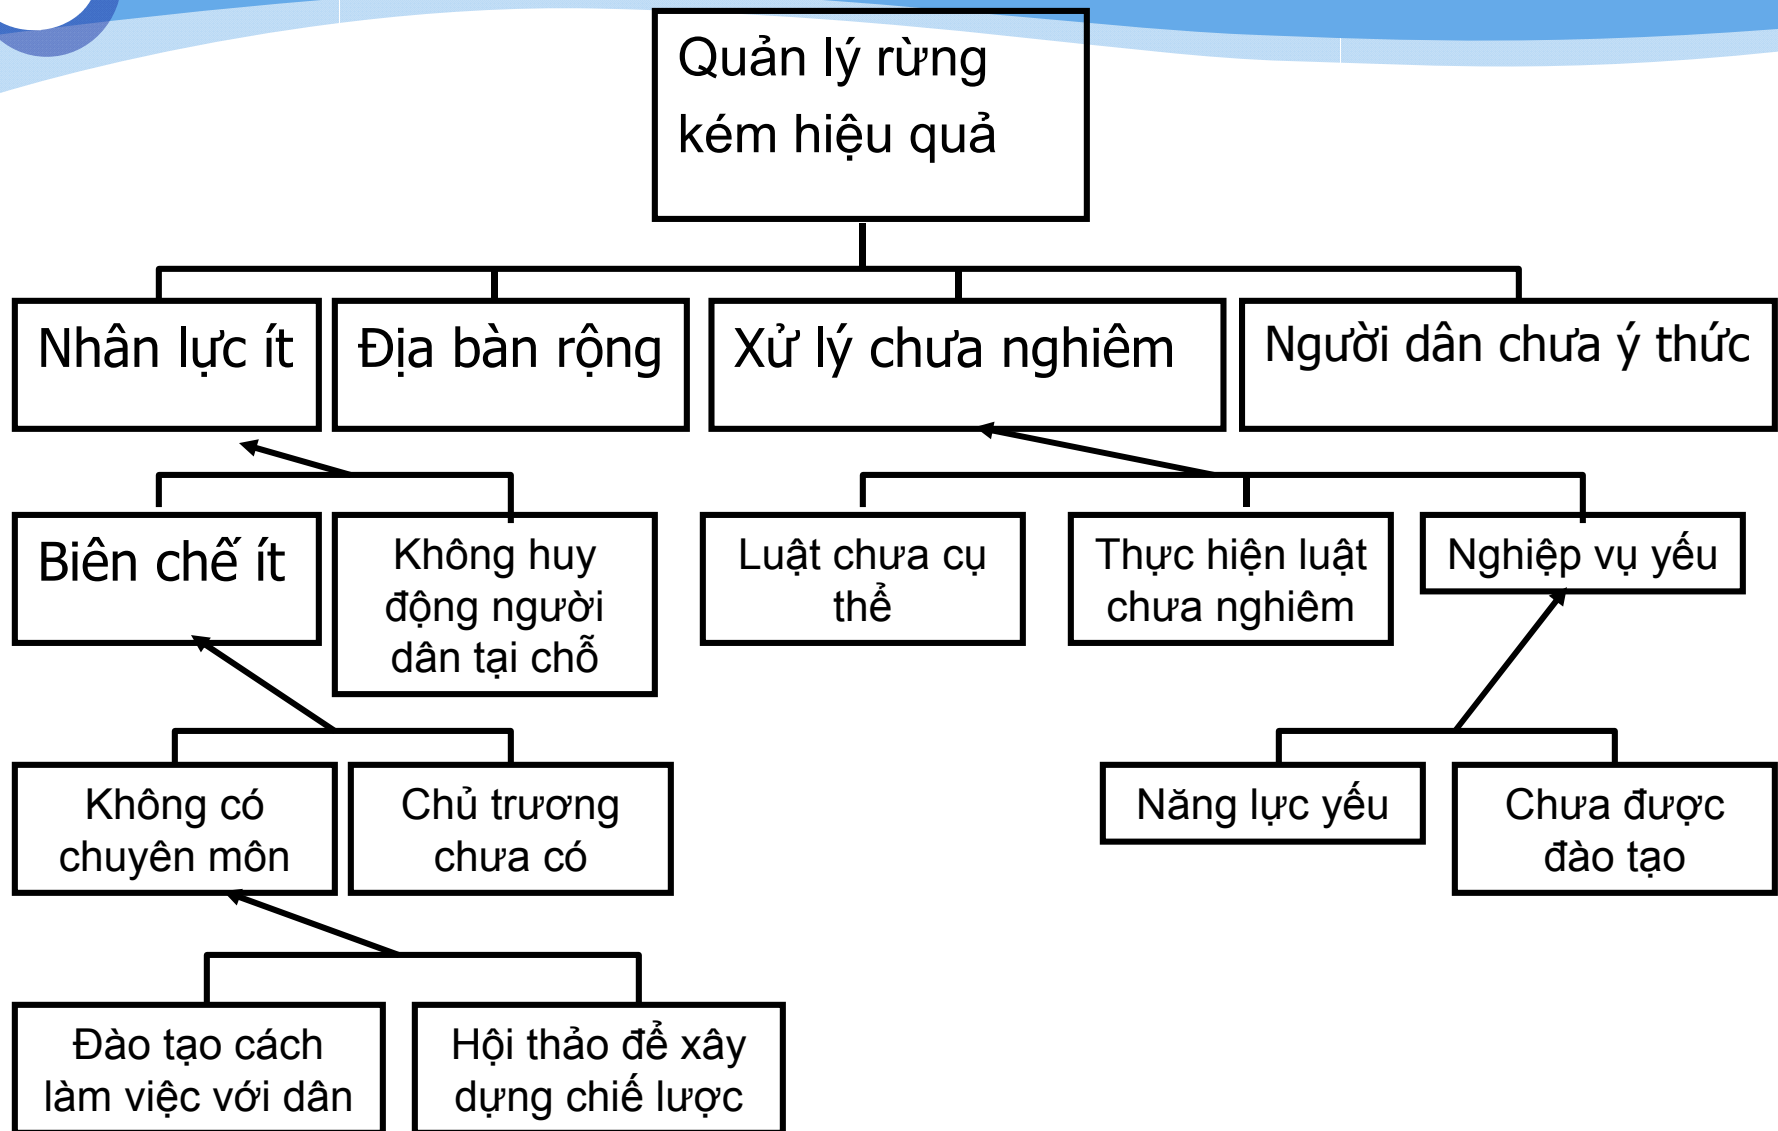 Quản lý rừng
kém hiệu quả
Nhân lực ít
Địa bàn rộng
Xử lý chưa nghiêm
Người dân chưa ý thức
Biên chế ít
Không huy
động người
dân tại chỗ
Luật chưa cụ
thể
Thực hiện luật
chưa nghiêm
Nghiệp vụ yếu
Không có
chuyên môn
Chủ trương
chưa có
Năng lực yếu
Chưa được
đào tạo
Đào tạo cách
làm việc với dân
Hội thảo để xây
dựng chiế lược